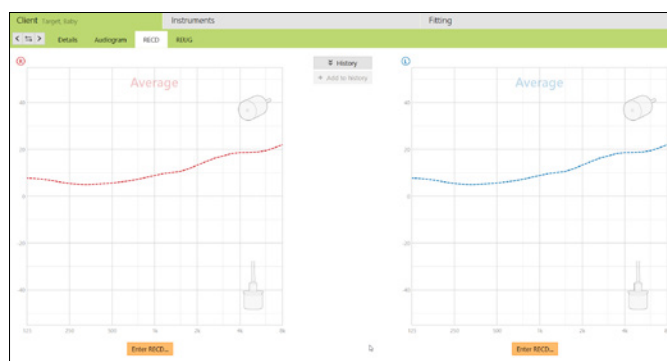 Client Target, Baby Instruments Fitting
Details Audiogram RECD REUG
R L
History
+ Add to history
Average Average
40 40
20 20
0 0
-20 -20
-40 -40
125 250 500 1k 2k 4k 8k 125 250 500 1k 2k 4k 8k
Enter RECD... Enter RECD...